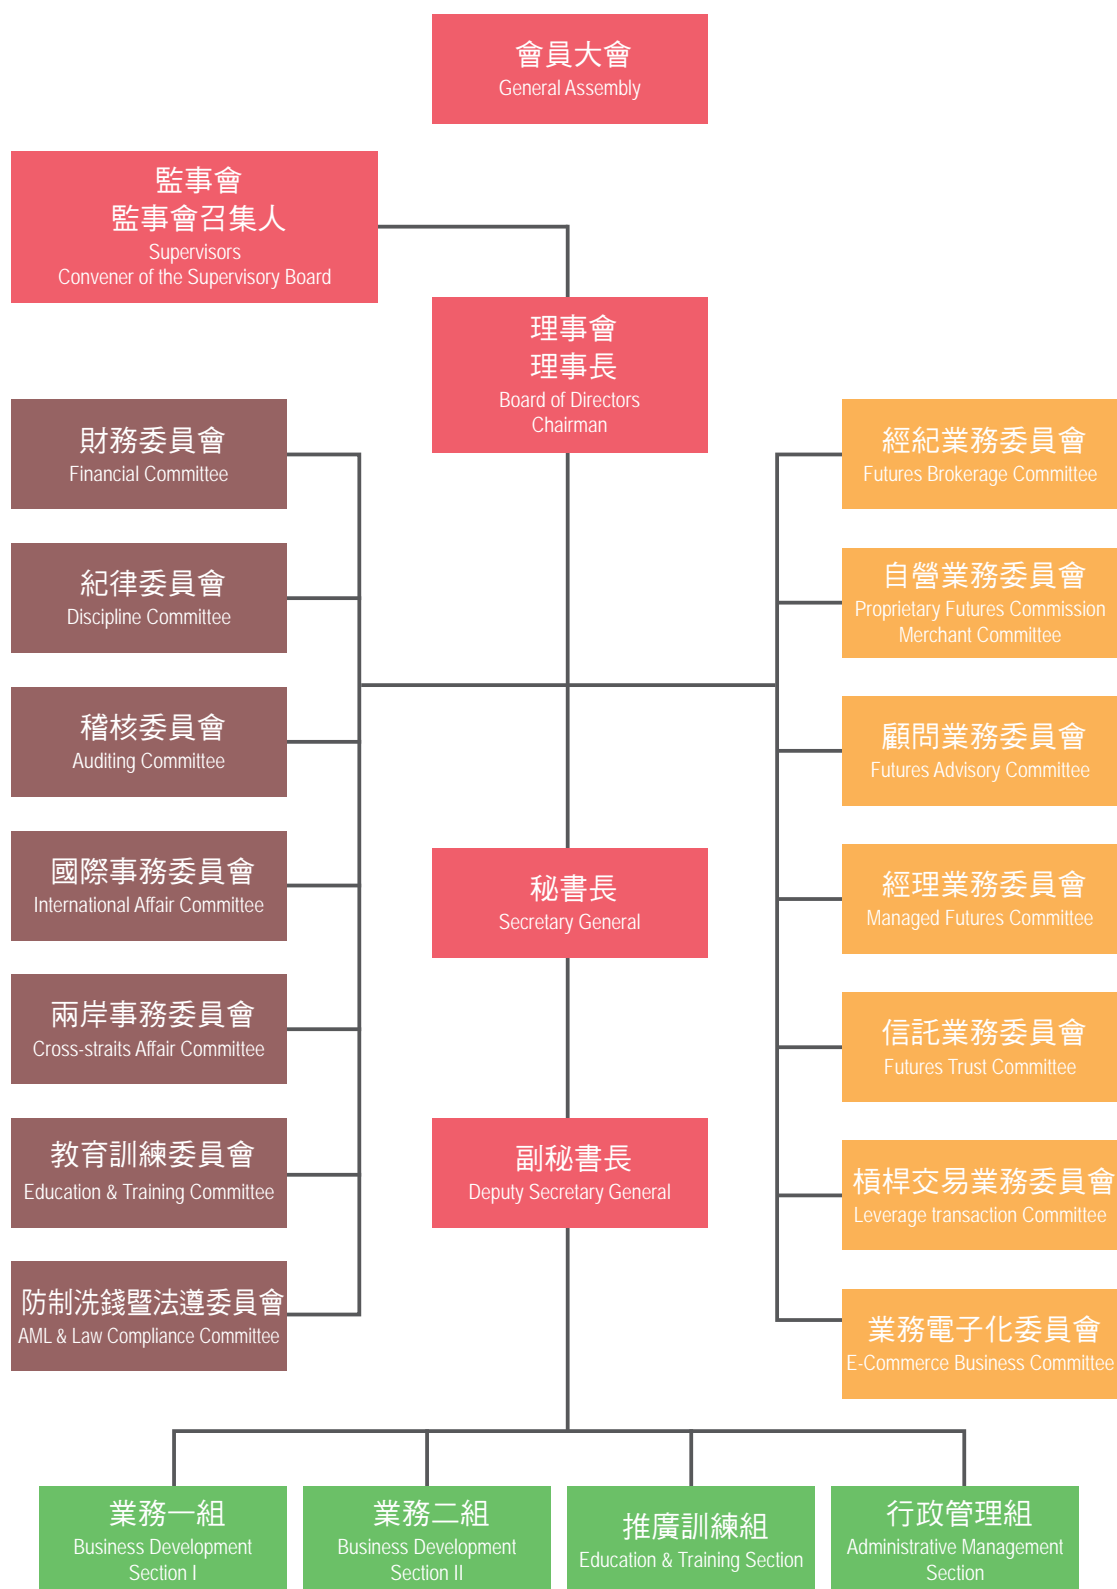 會員大會
General Assembly
監事會
監事會召集人
Supervisors
Convener of the Supervisory Board
理事會
理事長
Board of Directors
Chairman
財務委員會
Financial Committee
紀律委員會
Discipline Committee
稽核委員會
Auditing Committee
國際事務委員會
International Affair Committee
兩岸事務委員會
Cross-straits Affair Committee
教育訓練委員會
Education & Training Committee
防制洗錢暨法遵委員會
AML & Law Compliance Committee
經紀業務委員會
Futures Brokerage Committee
自營業務委員會
Proprietary Futures Commission
Merchant Committee
顧問業務委員會
Futures Advisory Committee
經理業務委員會
Managed Futures Committee
信託業務委員會
Futures Trust Committee
槓桿交易業務委員會
Leverage transaction Committee
業務電子化委員會
E-Commerce Business Committee
秘書長
Secretary General
副秘書長
Deputy Secretary General
業務一組
Business Development
Section I
業務二組
Business Development
Section II
推廣訓練組
Education & Training Section
行政管理組
Administrative Management
Section